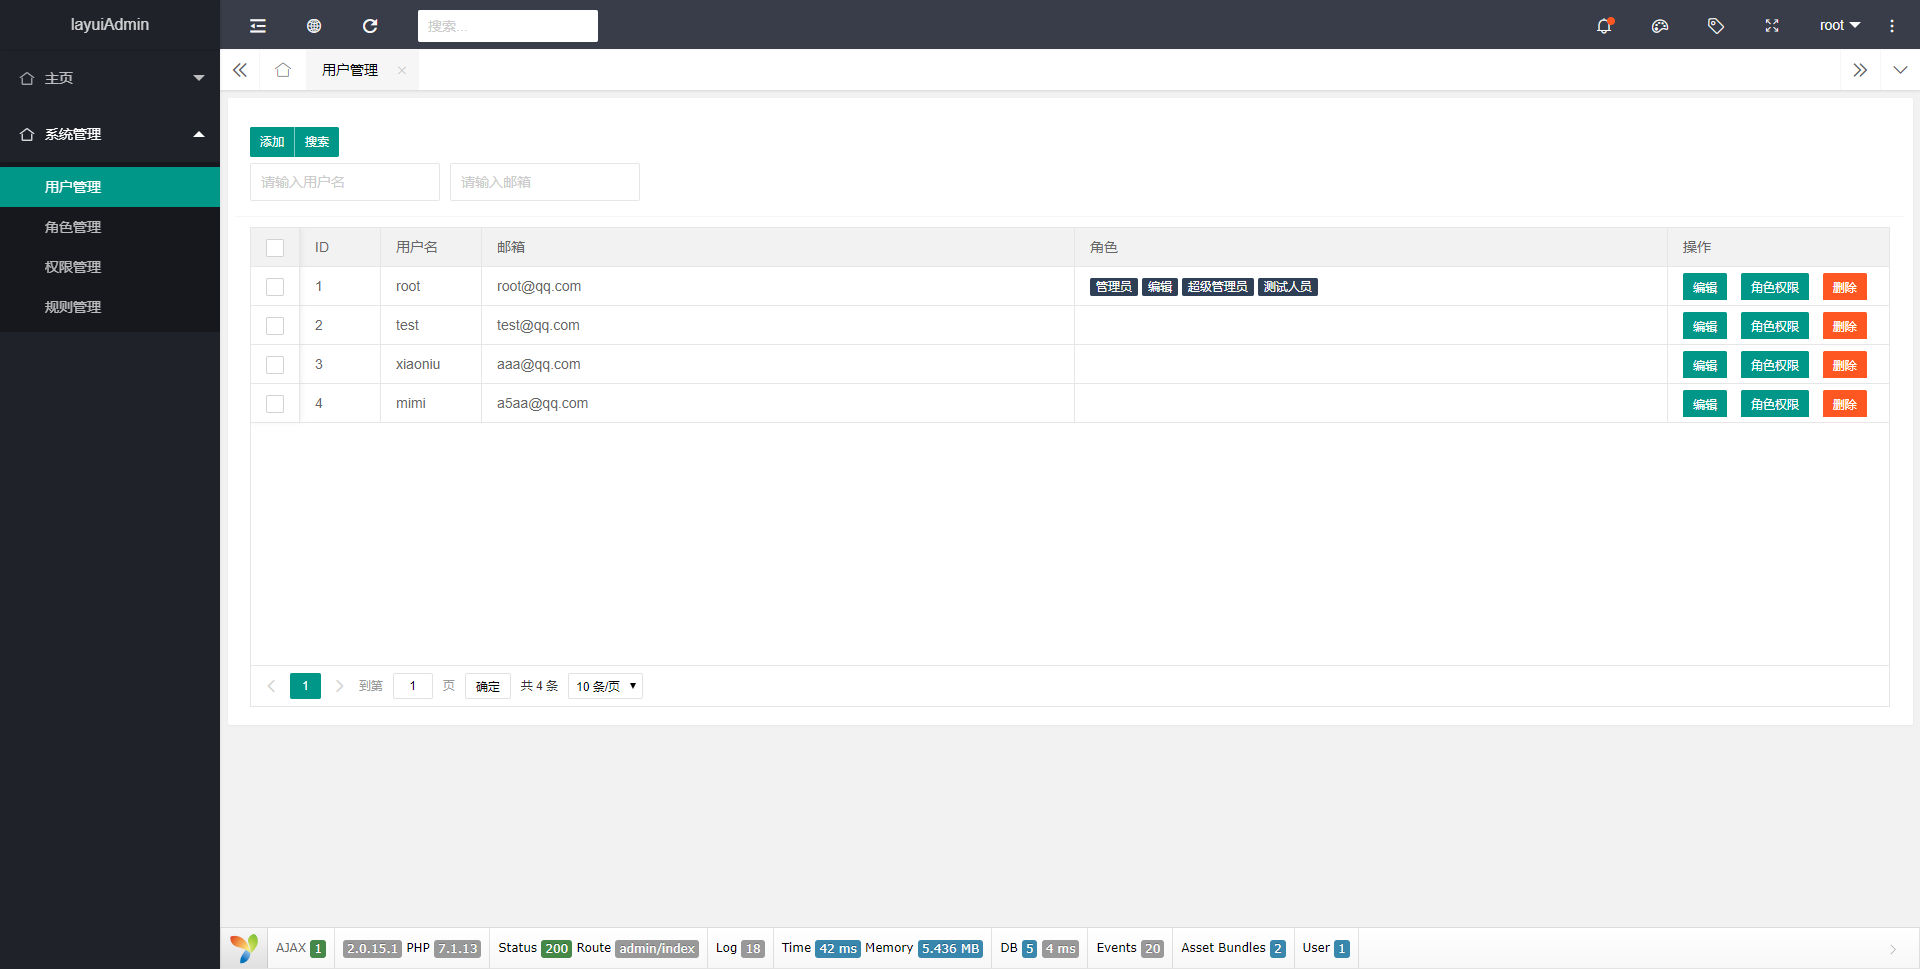 layuiAdmin
搜索...
root
主页
系统管理
用户管理
角色管理
权限管理
规则管理
用户管理
添加 搜索
请输入用户名 请输入邮箱
ID 用户名 邮箱 角色 操作
1 root root@qq.com 管理员 编辑 超级管理员 测试人员 编辑 角色权限 删除
2 test test@qq.com 编辑 角色权限 删除
3 xiaoniu aaa@qq.com 编辑 角色权限 删除
4 mimi a5aa@qq.com 编辑 角色权限 删除
1 到第 1 页 确定 共 4 条 10 条/页
AJAX 1 2.0.15.1 PHP 7.1.13 Status 200 Route admin/index Log 18 Time 42 ms Memory 5.436 MB DB 5 4 ms Events 20 Asset Bundles 2 User 1